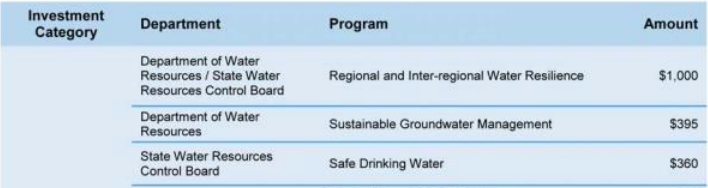 Investment Category Department Program Amount
Department of Water
Resources / State Water Regional and Inter-regional Water Resilience $1,000
Resources Control Board
Department of Water
Resources Sustainable Groundwater Management $395
State Water Resources
Control Board Safe Drinking Water $360